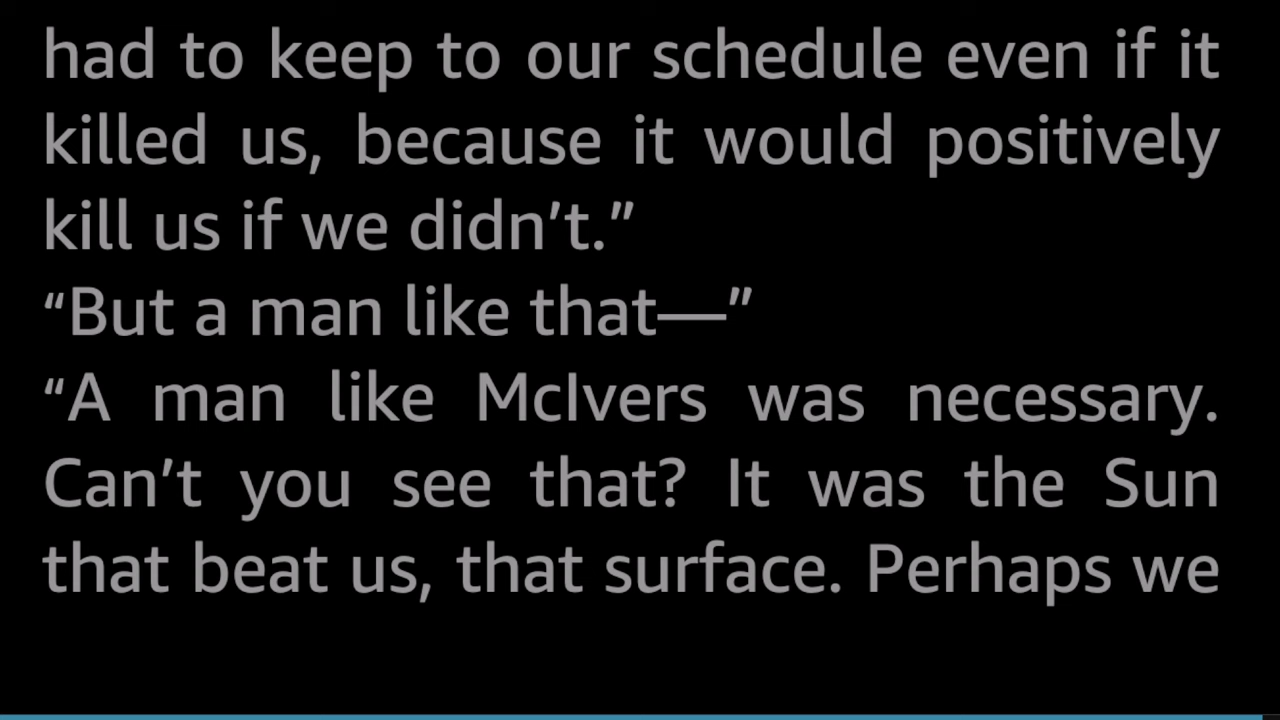 had to keep to our schedule even if it
killed us, because it would positively
kill us if we didn’t.”
“But a man like that—”
“A man like McIvers was necessary.
Can’t you see that? It was the Sun
that beat us, that surface. Perhaps we